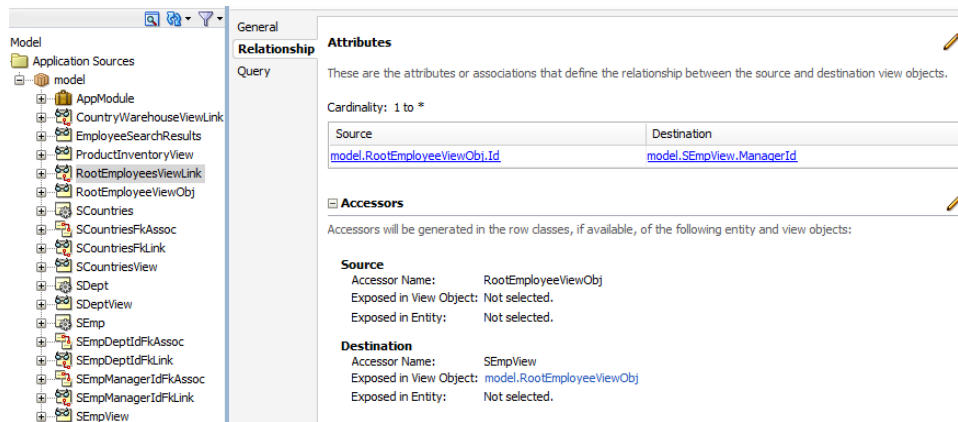 Model
Application Sources
model
AppModule
CountryWarehouseViewLink
EmployeeSearchResults
ProductInventoryView
RootEmployeesViewLink
RootEmployeeViewObj
SCountries
SCountriesFkAssoc
SCountriesFkLink
SCountriesView
SDept
SDeptView
SEmp
SEmpDeptIdFkAssoc
SEmpDeptIdFkLink
SEmpManagerIdFkAssoc
SEmpManagerIdFkLink
SEmpView
General
Relationship
Query
Attributes
These are the attributes or associations that define the relationship between the source and destination view objects.
Cardinality: 1 to *
Source Destination
model.RootEmployeeViewObj.Id model.SEmpView.ManagerId
Accessors
Accessors will be generated in the row classes, if available, of the following entity and view objects:
Source
Accessor Name: RootEmployeeViewObj
Exposed in View Object: Not selected.
Exposed in Entity: Not selected.
Destination
Accessor Name: SEmpView
Exposed in View Object: model.RootEmployeeViewObj
Exposed in Entity: Not selected.